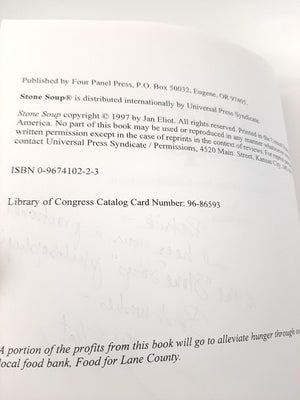 Published by Four Panel Press, P.O. Box 50032, Eugene, OR 97405.
Stone Soup® is distributed internationally by Universal Press Syndicate.
Stone Soup copyright © 1997 by Jan Eliot. All rights reserved. Printed in the United
America. No part of this book may be used or reproduced in any manner whatsoever
written permission except in the case of reprints in the context of reviews. For
contact Universal Press Syndicate / Permissions, 4520 Main. Street, Kansas City,
ISBN 0-9674102-2-3
Library of Congress Catalog Card Number: 96-86593
A portion of the profits from this book will go to alleviate hunger through
local food bank, Food for Lane County.